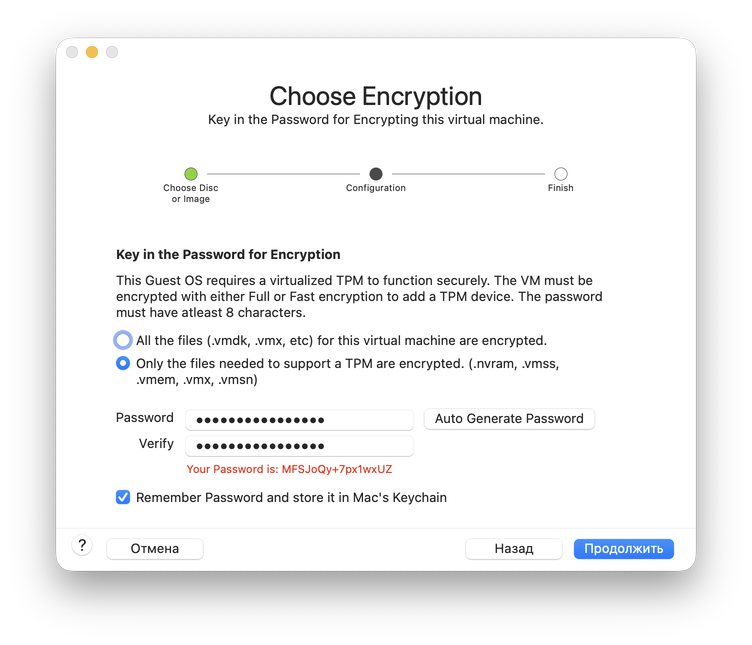 Choose Encryption
Key in the Password for Encrypting this virtual machine.
Choose Disc
or Image
Configuration
Finish
Key in the Password for Encryption
This Guest OS requires a virtualized TPM to function securely. The VM must be
encrypted with either Full or Fast encryption to add a TPM device. The password
must have atleast 8 characters.
All the files (.vmdk, .vmx, etc) for this virtual machine are encrypted.
Only the files needed to support a TPM are encrypted. (.nvram, .vmss,
.vmem, .vmx, .vmsn)
Password ●●●●●●●●●●●●●●●● Auto Generate Password
Verify ●●●●●●●●●●●●●●●●
Your Password is: MFSJoQy+7px1wxUZ
Remember Password and store it in Mac's Keychain
? Отмена Назад Продолжить